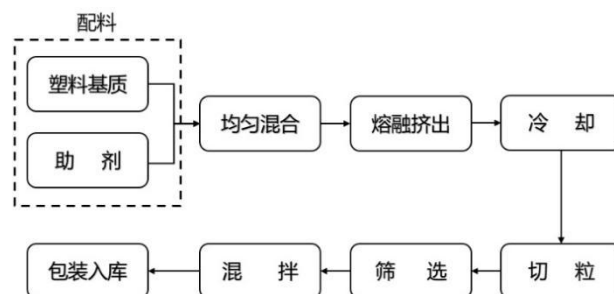 配料
塑料基质
助 剂
均匀混合
熔融挤出
冷 却
切 粒
筛 选
混 拌
包装入库